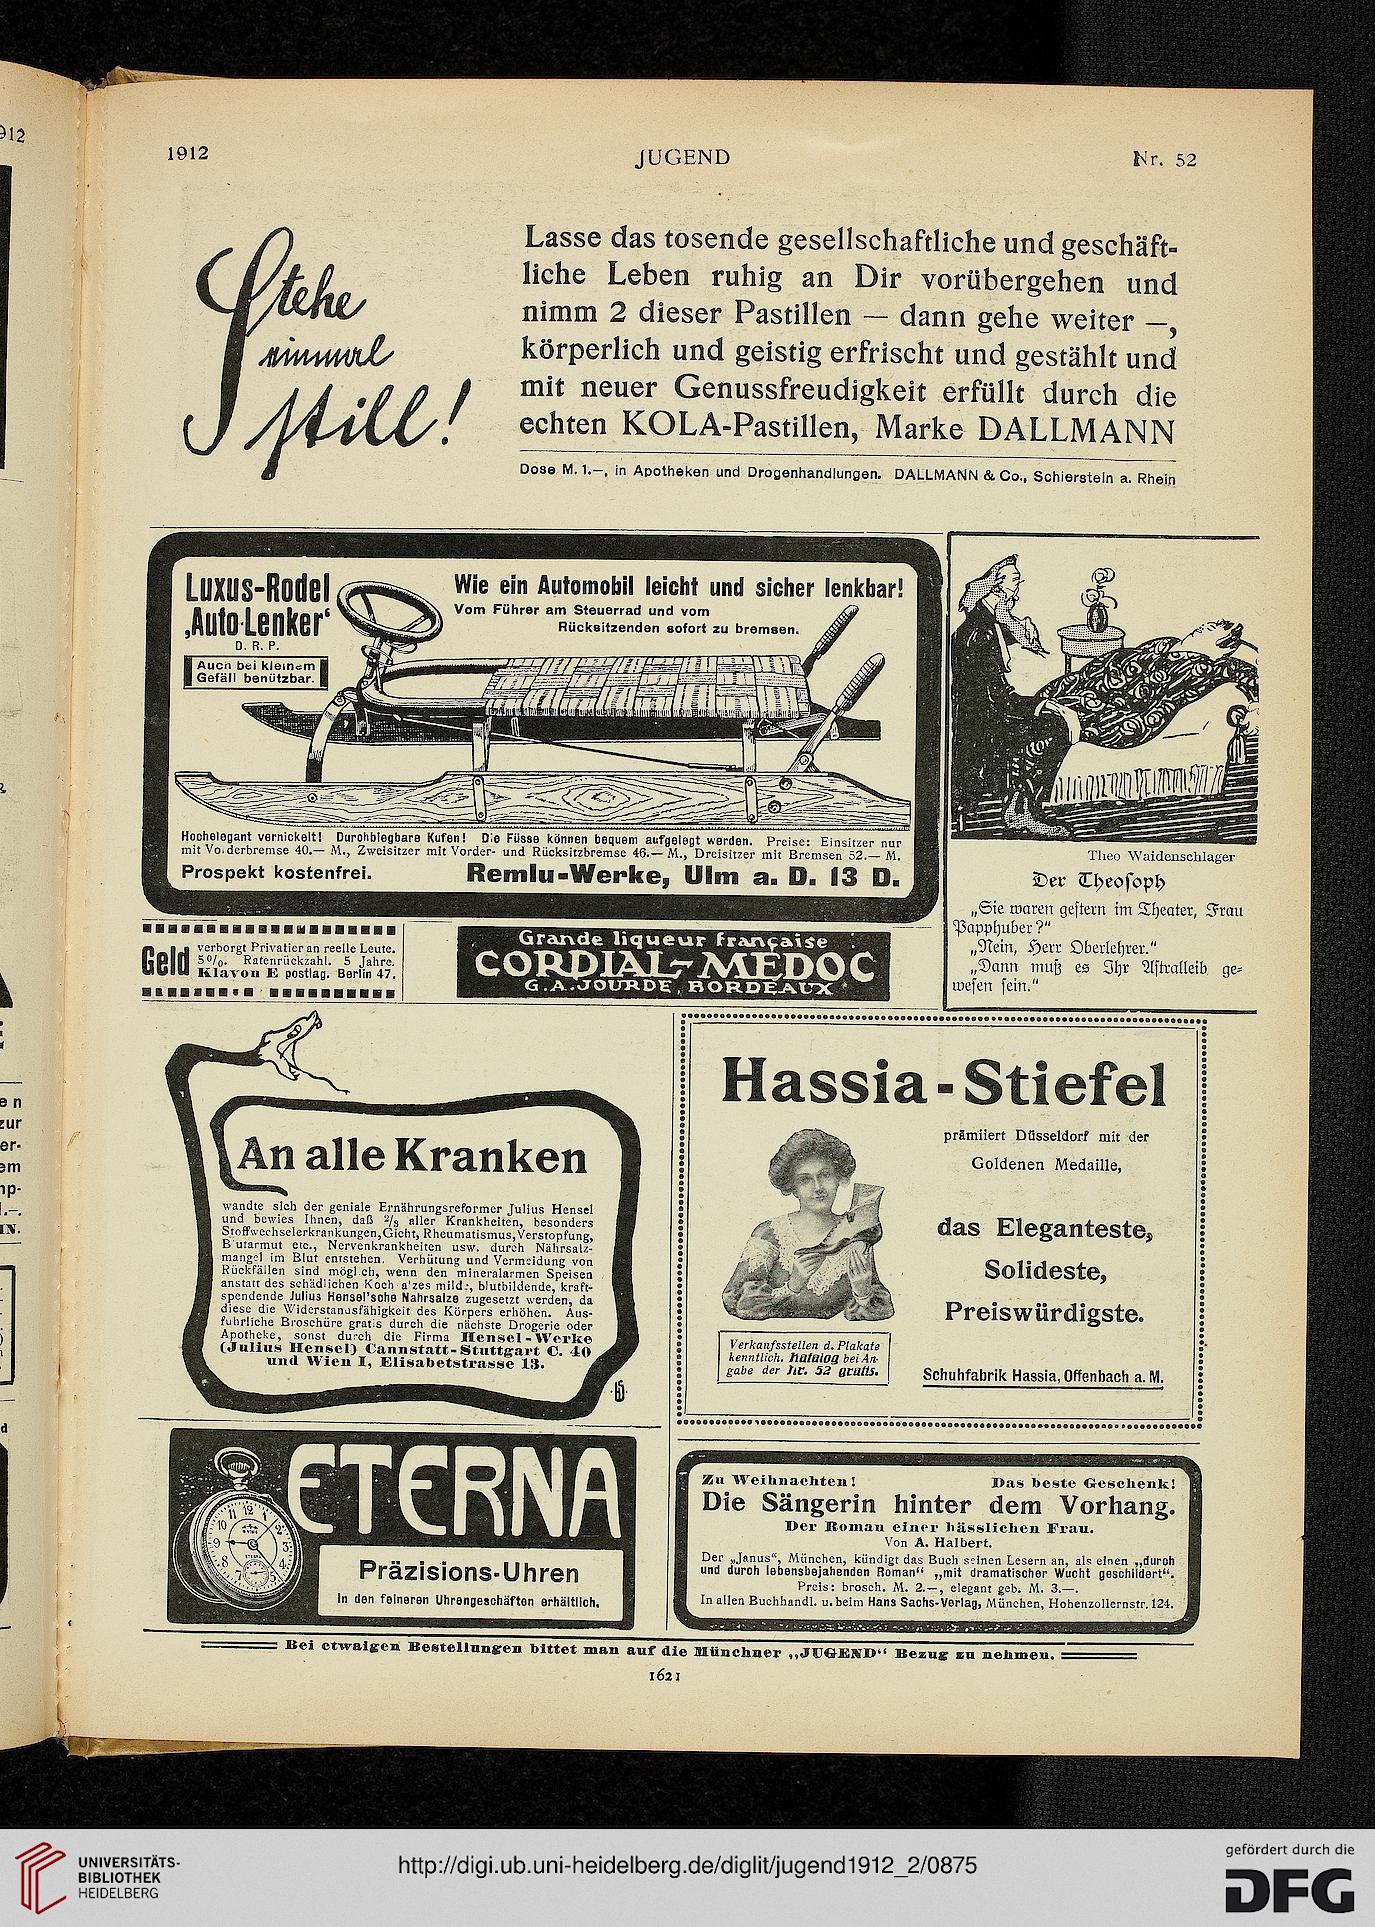 1912
JUGEND
Nr. 52
Stehe
einmal
still!
Lasse das tosende gesellschaftliche und geschäft-
liche Leben ruhig an Dir vorübergehen und
nimm 2 dieser Pastillen — dann gehe weiter —,
körperlich und geistig erfrischt und gestählt und
mit neuer Genussfreudigkeit erfüllt durch die
echten KOLA-Pastillen, Marke DALLMANN
Dose M. 1.—, in Apotheken und Drogenhandlungen. DALLMANN & Co., Schierstein a. Rhein
Luxus-Rodel
‚Auto-Lenker‘
D. R. P.
Auch bei kleinem
Gefäll benützbar.
Wie ein Automobil leicht und sicher lenkbar!
Vom Führer am Steuerrad und vom
Rücksitzenden sofort zu bremsen.
Hochelegant vernickelt! Durchbiegbare Kufen! Die Füsse können bequem aufgelegt werden. Preise: Einsitzer nur
mit Vorderbremse 40.— M., Zweisitzer mit Vorder- und Rücksitzbremse 46.— M., Dreisitzer mit Bremsen 52.— M.
Prospekt kostenfrei.
Remlu-Werke, Ulm a. D. 13 D.
Theo Waidenschlager
Der Theosoph
„Sie waren gestern im Theater, Frau
Papphuber?“
„Nein, Herr Oberlehrer.“
„Dann muß es Ihr Astralleib ge-
wesen sein.“
Geld verborgt Privatier an reelle Leute.
5%. Ratenrückzahl. 5 Jahre.
Klavon E postlag. Berlin 47.
Grande liqueur française
CORDIAL-MÉDOC
G.A.JOURDE, BORDEAUX
An alle Kranken
wandte sich der geniale Ernährungsreformer Julius Hensel
und bewies Ihnen, daß 2/3 aller Krankheiten, besonders
Stoffwechselerkrankungen, Gicht, Rheumatismus, Verstopfung,
Blutarmut etc., Nervenkrankheiten usw. durch Nährsalz-
mangel im Blut entstehen. Verhütung und Vermeidung von
Rückfällen sind möglich, wenn den mineralarmen Speisen
anstatt des schädlichen Kochsalzes milde, blutbildende, kraft-
spendende Julius Hensel'sche Nährsalze zugesetzt werden, da
diese die Widerstandsfähigkeit des Körpers erhöhen. Aus-
führliche Broschüre gratis durch die nächste Drogerie oder
Apotheke, sonst durch die Firma Hensel-Werke
(Julius Hensel) Cannstatt-Stuttgart C. 40
und Wien I, Elisabetstrasse 13.
Hassia-Stiefel
prämiiert Düsseldorf mit der
Goldenen Medaille,
das Eleganteste,
Solideste,
Preiswürdigste.
Verkaufsstellen d. Plakate
kenntlich. Katalog bei An-
gabe der Nr. 52 gratis.
Schuhfabrik Hassia, Offenbach a. M.
ETERNA
Präzisions-Uhren
In den feineren Uhrengeschäften erhältlich.
Zu Weihnachten! Das beste Geschenk!
Die Sängerin hinter dem Vorhang.
Der Roman einer hässlichen Frau.
Von A. Halbert.
Der „Janus“, München, kündigt das Buch seinen Lesern an, als einen „durch
und durch lebensbejahenden Roman“ „mit dramatischer Wucht geschildert“.
Preis: brosch. M. 2.—, elegant geb. M. 3.—.
In allen Buchhandl. u. beim Hans Sachs-Verlag, München, Hohenzollernstr. 124.
Bei etwaigen Bestellungen bittet man auf die Münchner „JUGEND“ Bezug zu nehmen.
1621
UNIVERSITÄTS-
BIBLIOTHEK
HEIDELBERG
http://digi.ub.uni-heidelberg.de/diglit/jugend1912_2/0875
gefördert durch die
DFG